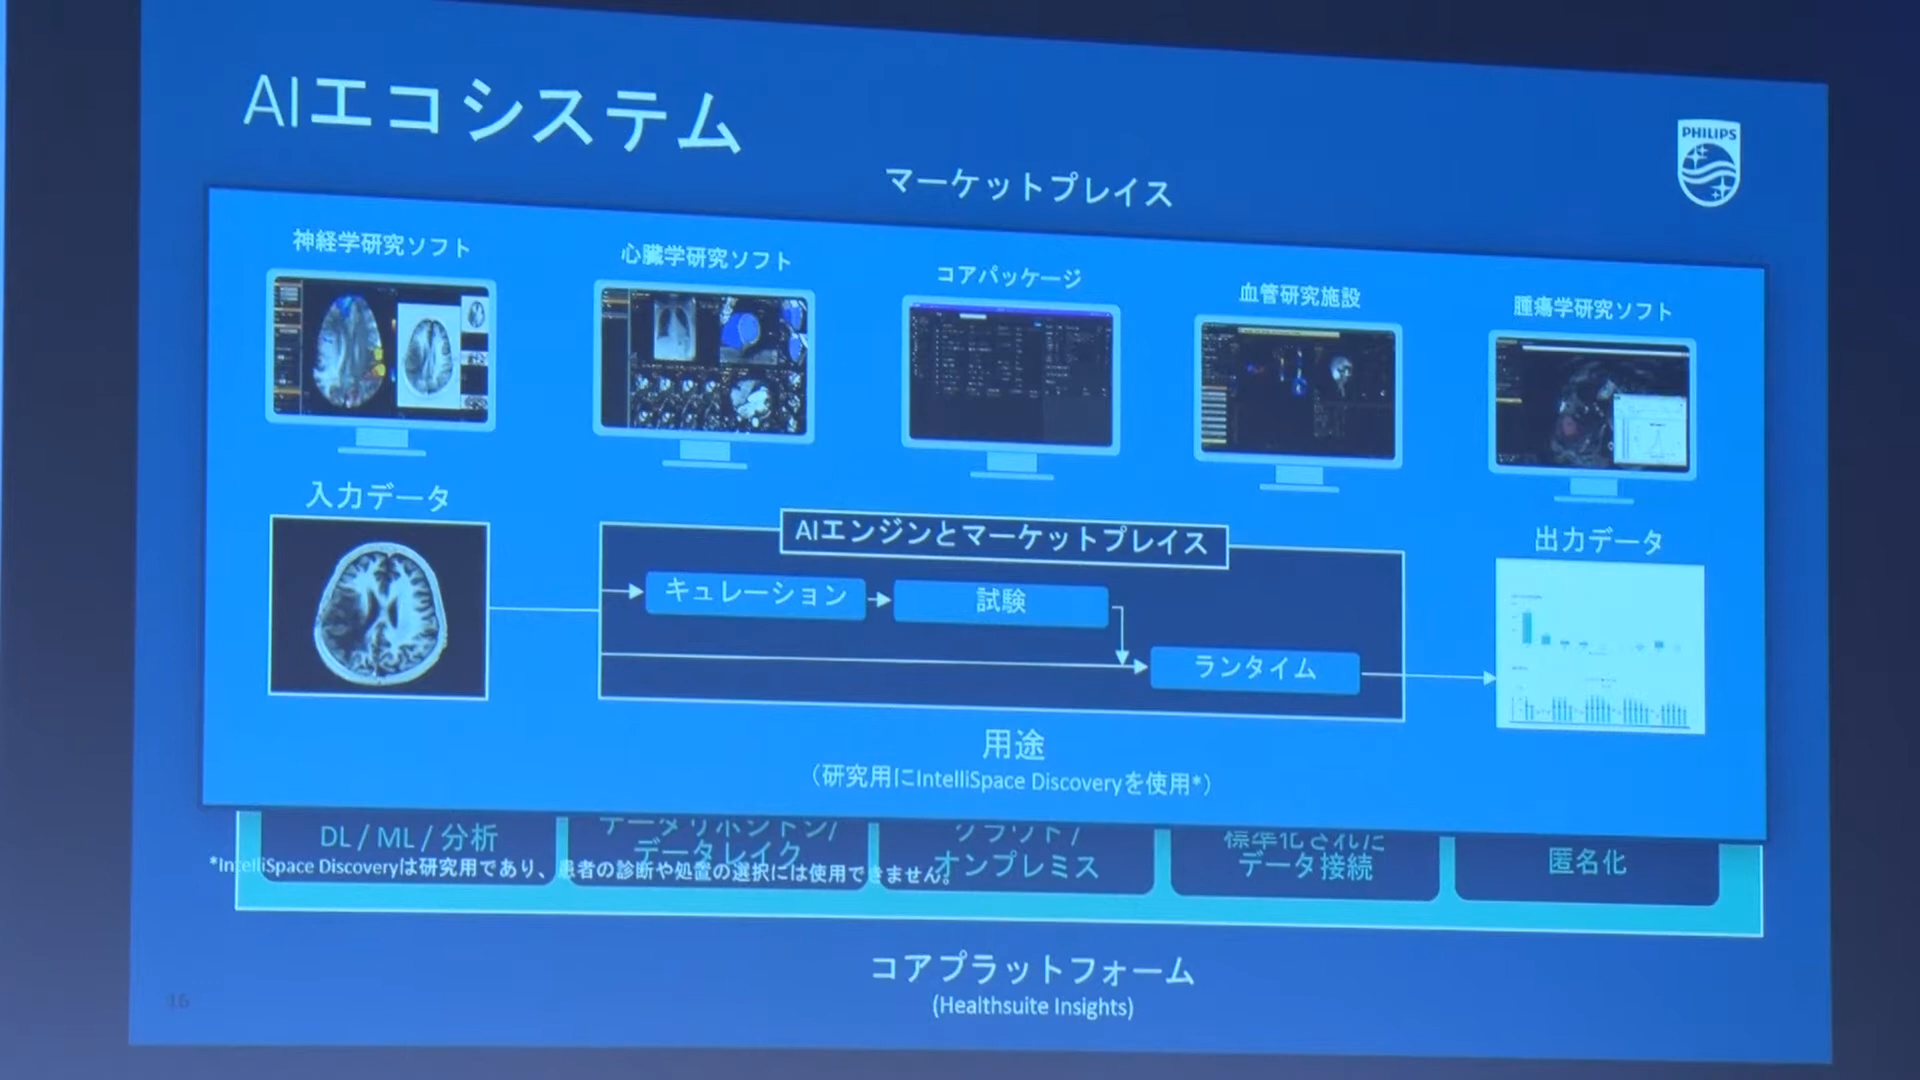 AIエコシステム
PHILIPS
マーケットプレイス
神経学研究ソフト
心臓学研究ソフト
コアパッケージ
血管研究施設
腫瘍学研究ソフト
入力データ
AIエンジンとマーケットプレイス
出力データ
キュレーション
試験
ランタイム
用途
（研究用にIntelliSpace Discoveryを使用*）
DL / ML / 分析
データレイク
オンプレミス
標準化された
データ接続
匿名化
*IntelliSpace Discoveryは研究用であり、患者の診断や処置の選択には使用できません。
コアプラットフォーム
(Healthsuite Insights)
16